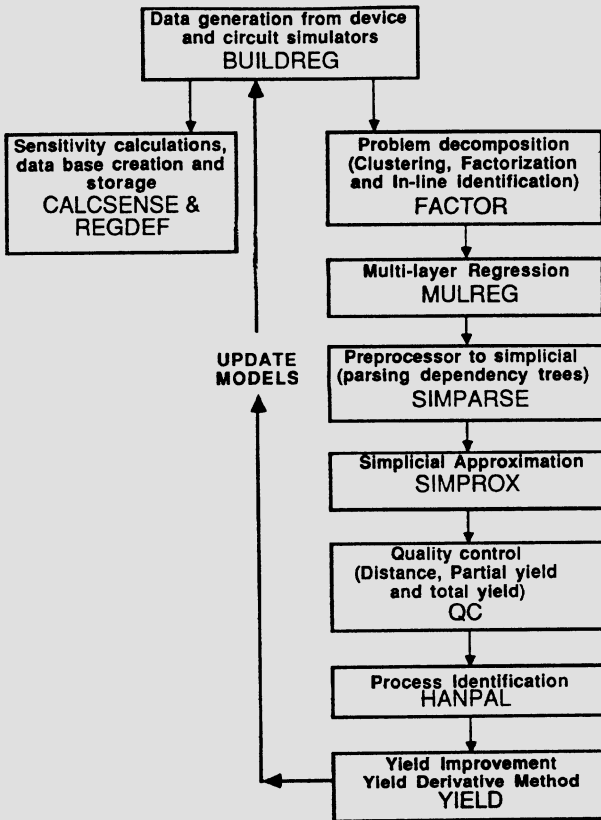 Data generation from device
and circuit simulators
BUILDREG
Sensitivity calculations,
data base creation and
storage
CALCSENSE &
REGDEF
Problem decomposition
(Clustering, Factorization
and In-line identification)
FACTOR
Multi-layer Regression
MULREG
UPDATE
MODELS
Preprocessor to simplicial
(parsing dependency trees)
SIMPARSE
Simplicial Approximation
SIMPROX
Quality control
(Distance, Partial yield
and total yield)
QC
Process Identification
HANPAL
Yield Improvement
Yield Derivative Method
YIELD